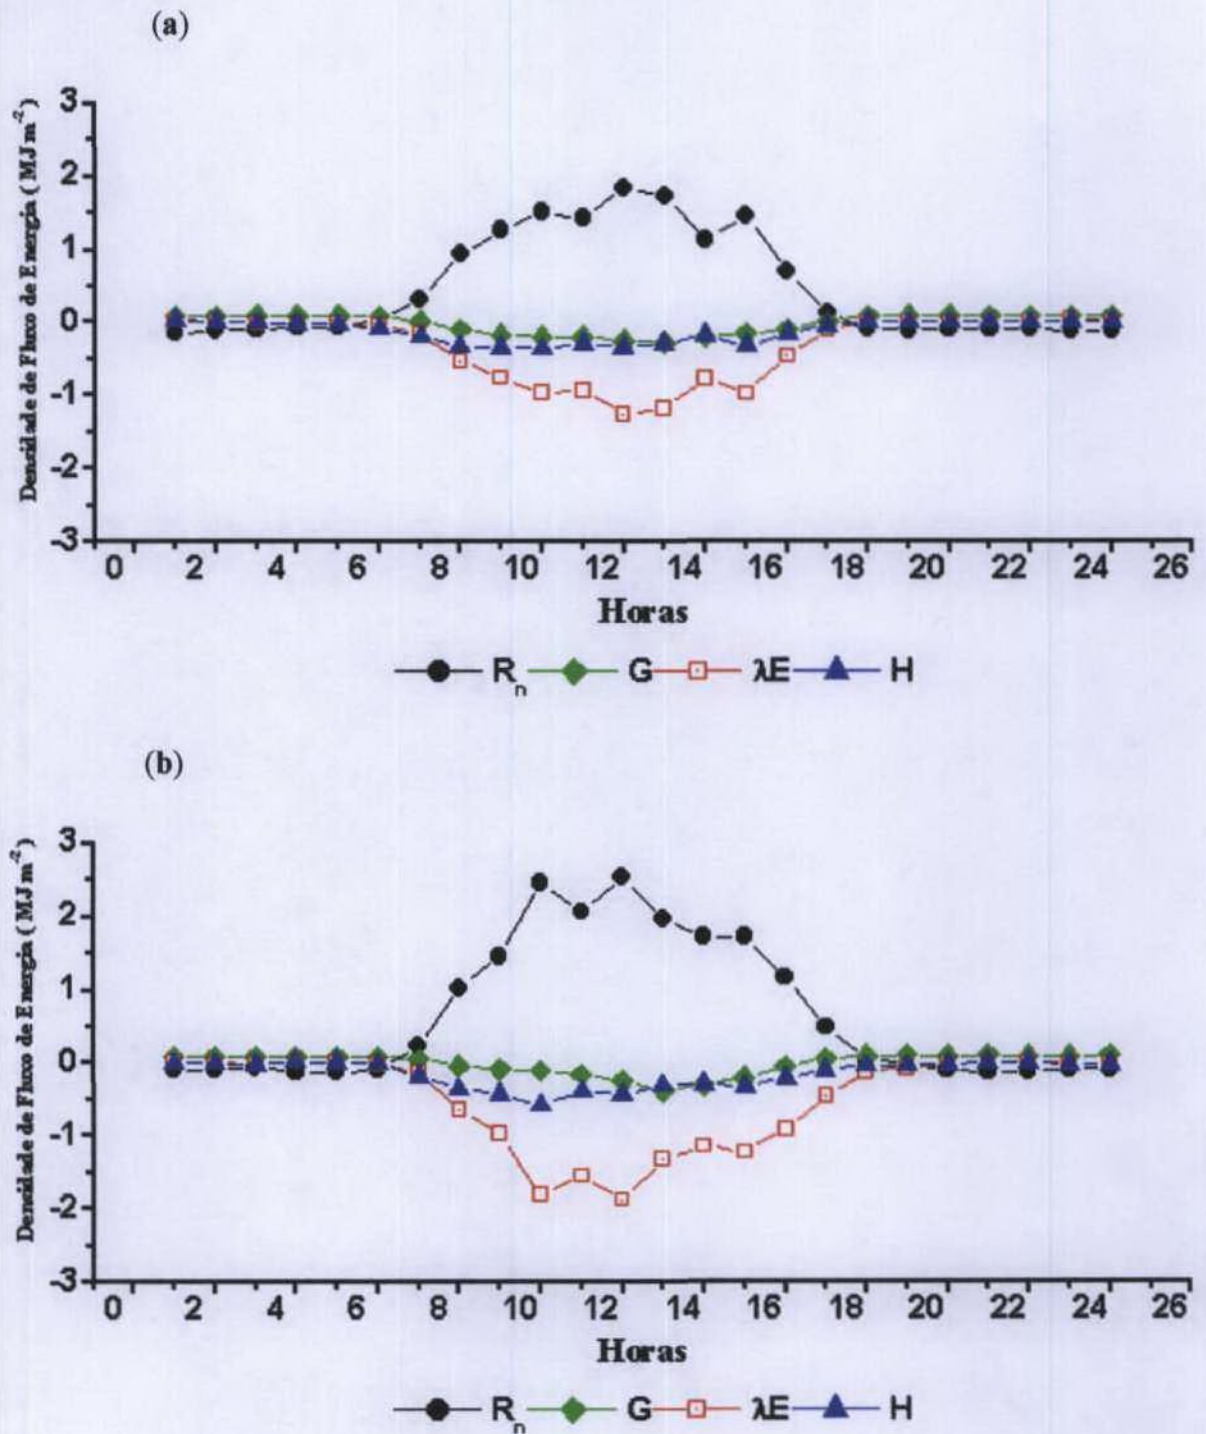 (a)
Densidade de Fluxo de Energia ( MJ m⁻²)
3
2
1
0
-1
-2
-3
0 2 4 6 8 10 12 14 16 18 20 22 24 26
Horas
Rn G λE H
(b)
Densidade de Fluxo de Energia ( MJ m⁻²)
3
2
1
0
-1
-2
-3
0 2 4 6 8 10 12 14 16 18 20 22 24 26
Horas
Rn G λE H